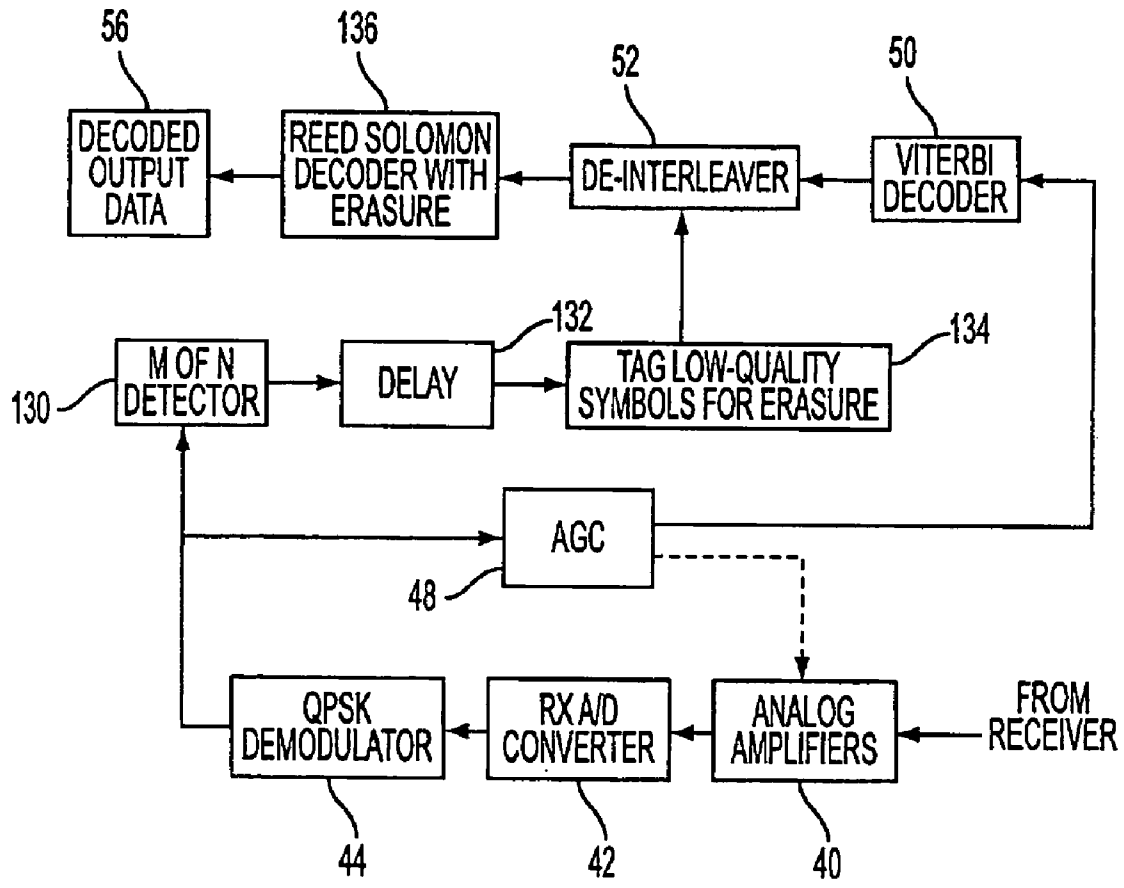 56
136
52
50
DECODED
OUTPUT
DATA
REED SOLOMON
DECODER WITH
ERASURE
DE-INTERLEAVER
VITERBI
DECODER
132
134
130
M OF N
DETECTOR
DELAY
TAG LOW-QUALITY
SYMBOLS FOR ERASURE
AGC
48
QPSK
DEMODULATOR
RX A/D
CONVERTER
ANALOG
AMPLIFIERS
FROM
RECEIVER
44
42
40